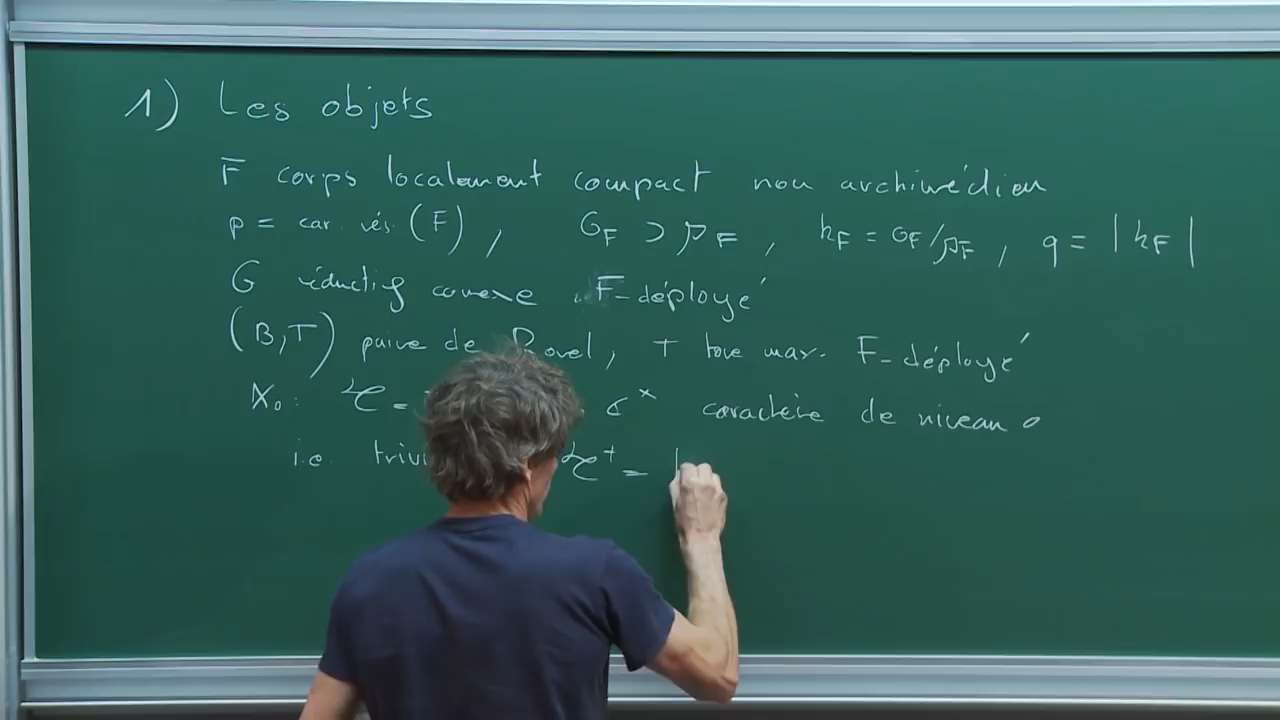 1) Les objets
F corps localement compact non archimédien
p = car. rés. (F), O_F ⊃ 𝔭_F, k_F = O_F/𝔭_F, q = |k_F|
G réductif connexe F-déployé
(B,T) paire de Borel, T tore max. F-déployé
χ₀: 𝒯 = ℂ^× caractère de niveau 0
i.e. trivi 𝒯⁺ =